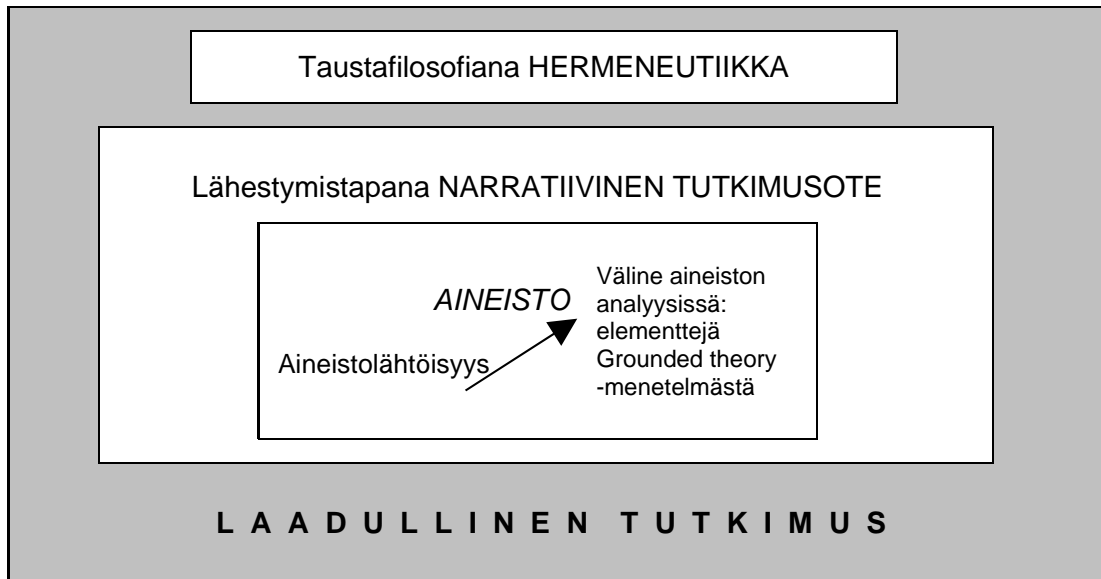 Taustafilosofiana HERMENEUTIIKKA
Lähestymistapana NARRATIIVINEN TUTKIMUSOTE
AINEISTO
Aineistolähtöisyys
Väline aineiston
analyysissä:
elementtejä
Grounded theory
-menetelmästä
L A A D U L L I N E N  T U T K I M U S